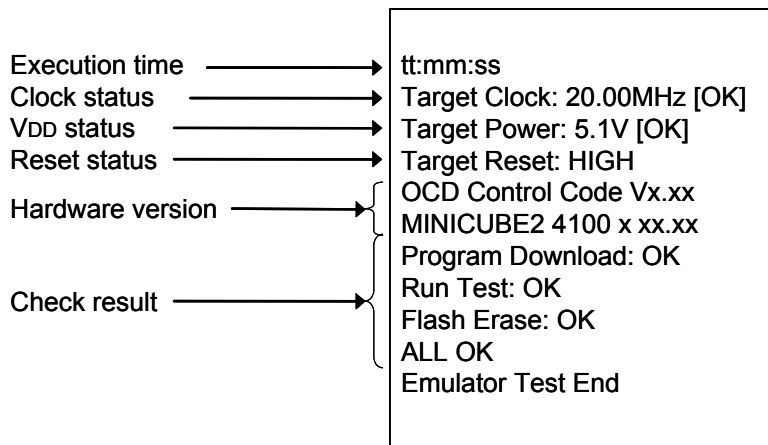 Execution time
Clock status
VDD status
Reset status
Hardware version
Check result
tt:mm:ss
Target Clock: 20.00MHz [OK]
Target Power: 5.1V [OK]
Target Reset: HIGH
OCD Control Code Vx.xx
MINICUBE2 4100 x xx.xx
Program Download: OK
Run Test: OK
Flash Erase: OK
ALL OK
Emulator Test End